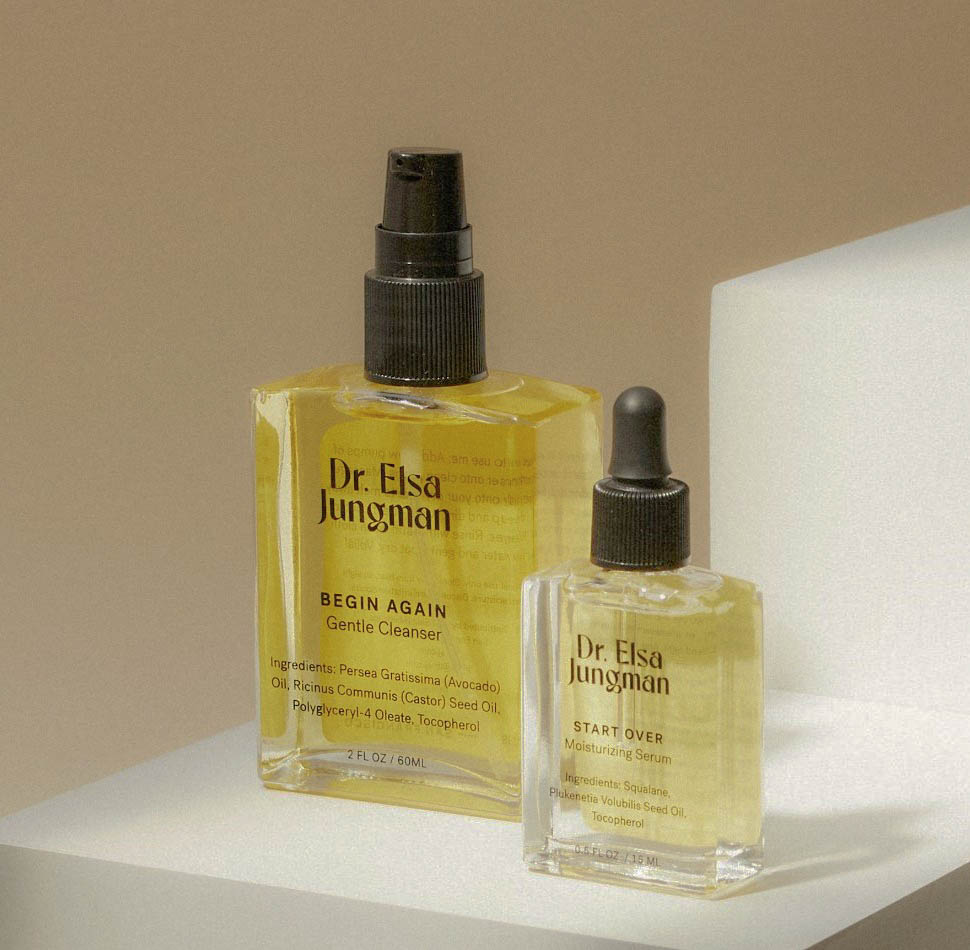 Dr. Elsa
Jungman
BEGIN AGAIN
Gentle Cleanser
Ingredients: Persea Gratissima (Avocado)
Oil, Ricinus Communis (Castor) Seed Oil,
Polyglyceryl-4 Oleate, Tocopherol
2 FL OZ / 60ML
Dr. Elsa
Jungman
START OVER
Moisturizing Serum
Ingredients: Squalane,
Plukenetia Volubilis Seed Oil,
Tocopherol
0.5 FL OZ / 15 ML